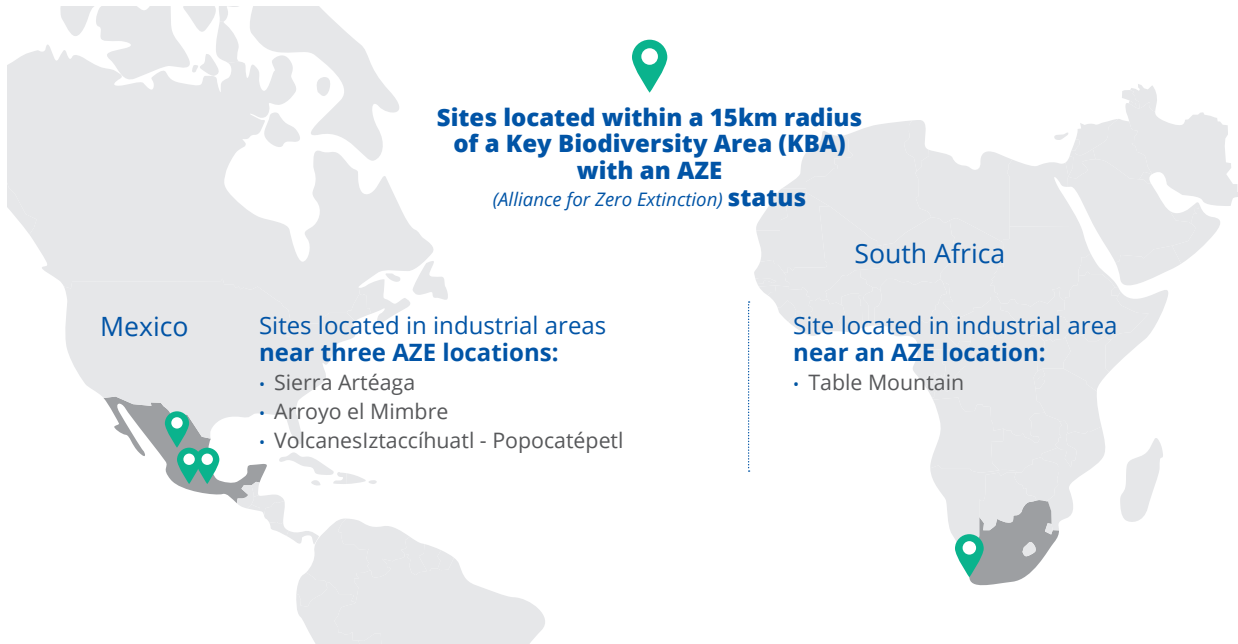 Sites located within a 15km radius
of a Key Biodiversity Area (KBA)
with an AZE
(Alliance for Zero Extinction) status
Mexico
Sites located in industrial areas
near three AZE locations:
• Sierra Artéaga
• Arroyo el Mimbre
• VolcanesIztaccíhuatl - Popocatépetl
South Africa
Site located in industrial area
near an AZE location:
• Table Mountain